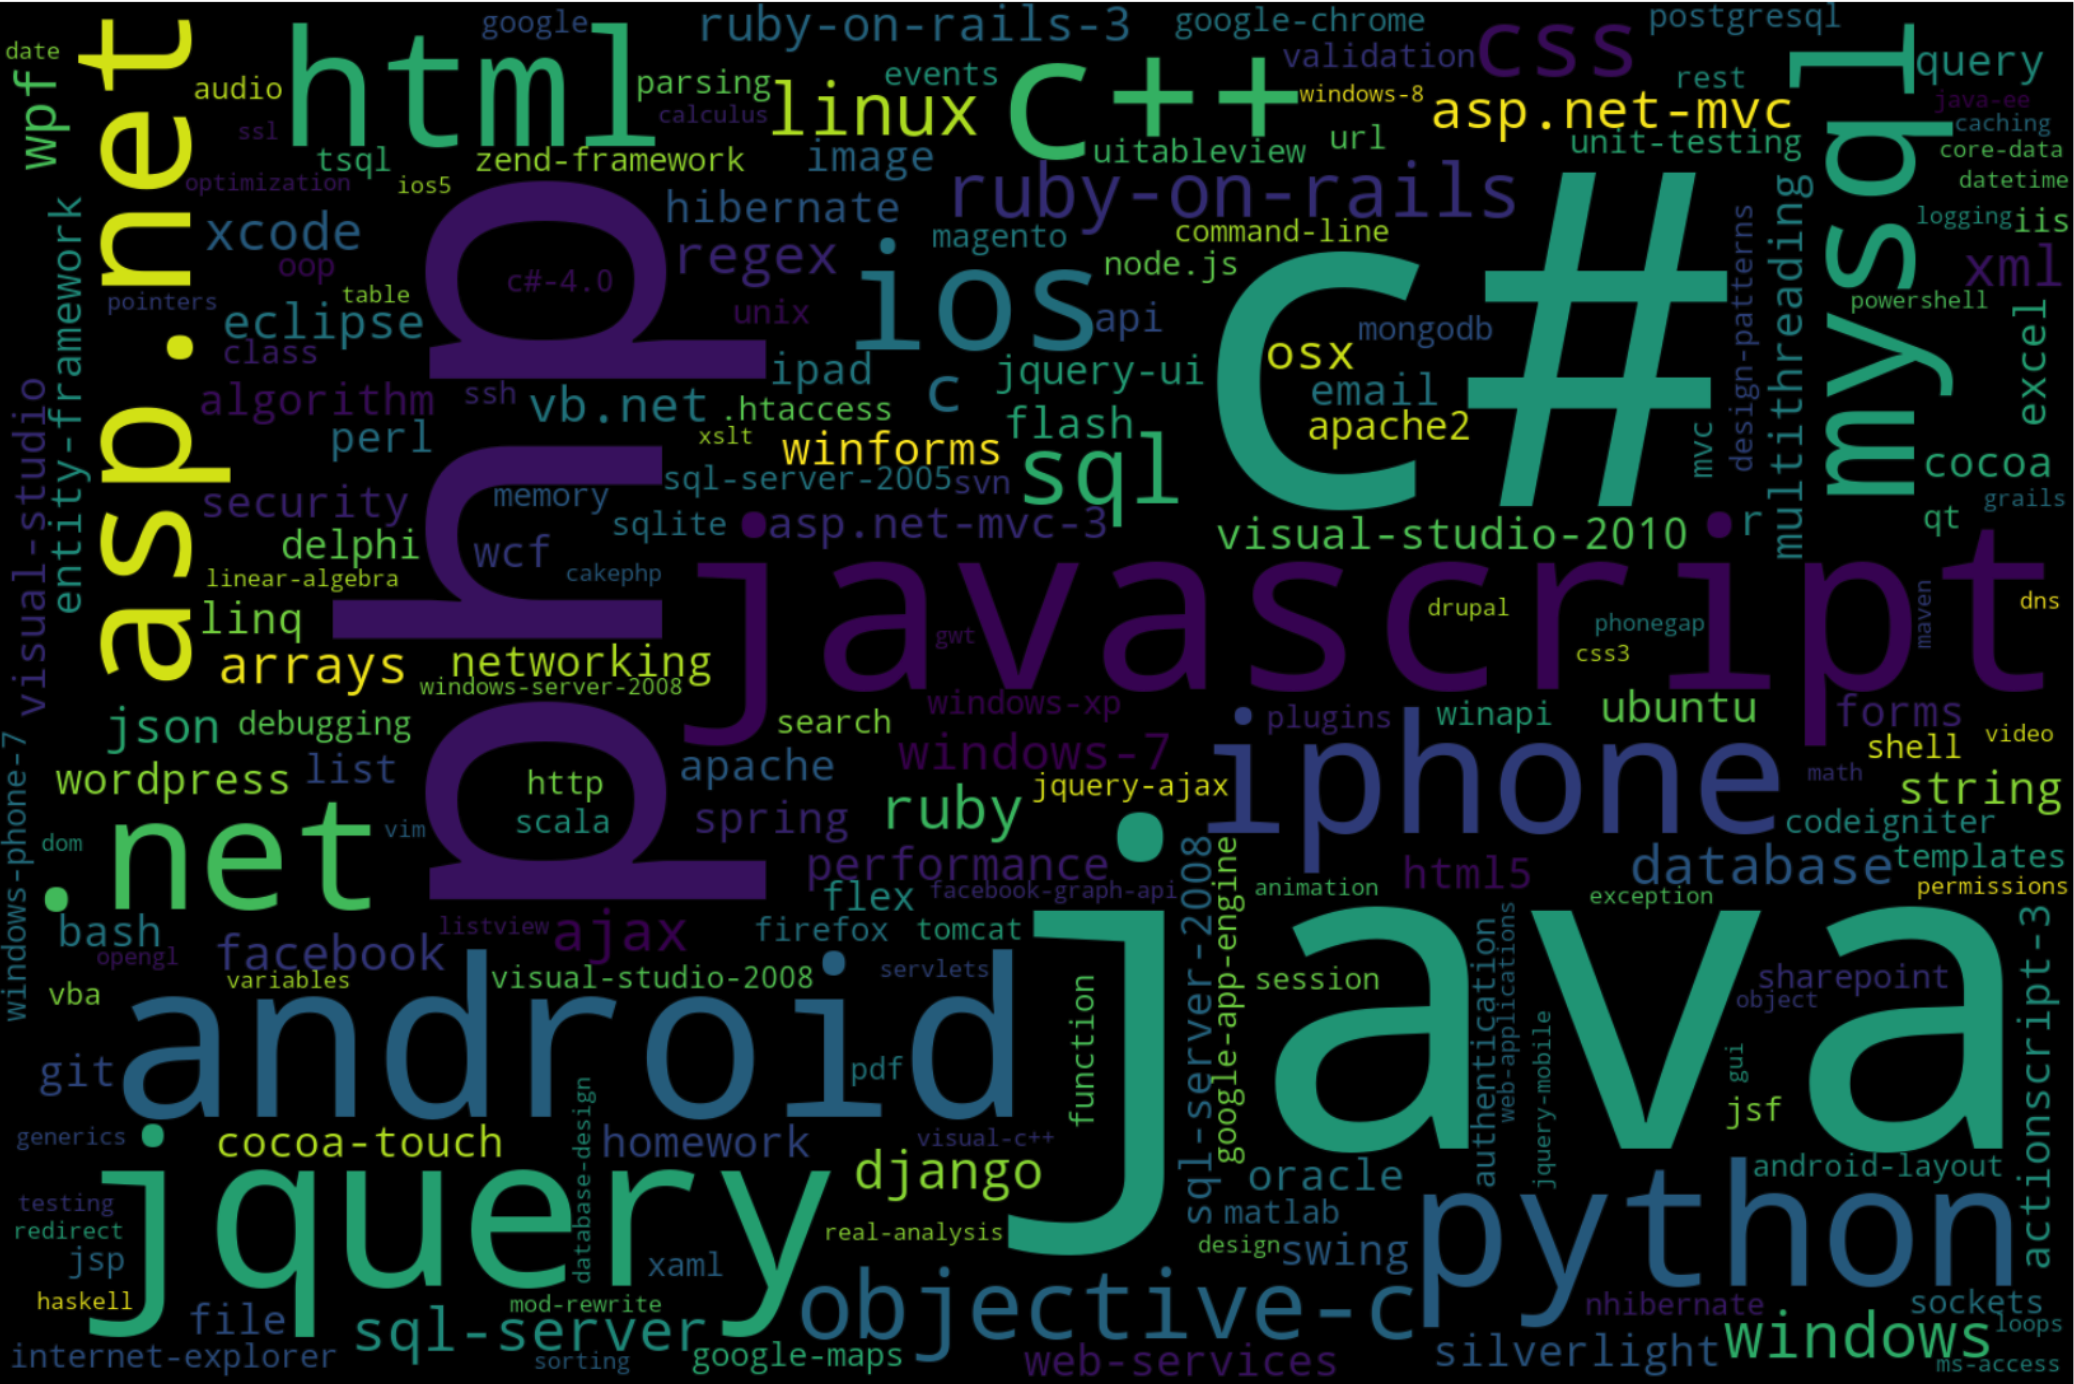 google
ruby-on-rails-3
google-chrome
postgresql
date
asp.net
html
validation
css
mysql
query
wpf
audio
parsing
linux
events
c++
windows-8
asp.net-mvc
rest
java-ee
ssl
calculus
caching
tsql
zend-framework
image
uitableview
url
unit-testing
core-data
optimization
ios5
datetime
entity-framework
xcode
php
hibernate
ruby-on-rails
magento
command-line
c#
design-patterns
multithreading
logging
iis
oop
c#-4.0
regex
ios
node.js
xml
pointers
table
unix
api
mongodb
powershell
eclipse
class
ipad
jquery-ui
osx
excel
visual-studio
algorithm
ssh
vb.net
.htaccess
c
email
perl
xslt
winforms
flash
apache2
mvc
sql
cocoa
security
memory
sql-server-2005
svn
grails
sqlite
asp.net-mvc-3
visual-studio-2010
r
qt
delphi
wcf
linear-algebra
cakephp
javascript
linq
gwt
drupal
phonegap
maven
dns
css3
arrays
networking
windows-server-2008
windows-xp
json
debugging
search
plugins
winapi
ubuntu
forms
windows-phone-7
wordpress
list
apache
windows-7
iphone
shell
video
http
jquery-ajax
math
string
.net
vim
scala
spring
ruby
codeigniter
dom
performance
sql-server-2008
google-app-engine
html5
database
templates
flex
facebook-graph-api
animation
exception
permissions
bash
facebook
listview
ajax
firefox
tomcat
java
opengl
variables
visual-studio-2008
servlets
session
authentication
web-applications
sharepoint
object
actionscript-3
vba
android
function
git
pdf
jquery-mobile
gui
jsf
generics
cocoa-touch
database-design
homework
visual-c++
django
oracle
android-layout
testing
jquery
matlab
python
redirect
real-analysis
design
swing
jsp
xaml
haskell
file
mod-rewrite
objective-c
nhibernate
sockets
sql-server
windows
loops
internet-explorer
sorting
google-maps
web-services
silverlight
ms-access